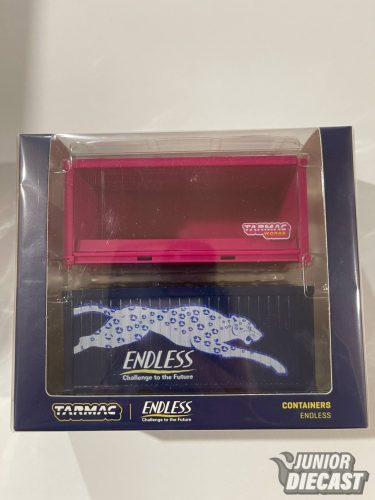 TARMAC
WORKS
ENDLESS
Challenge to the Future
TARMAC
ENDLESS
Challenge to the Future
CONTAINERS
ENDLESS
JUNIOR
DIECAST